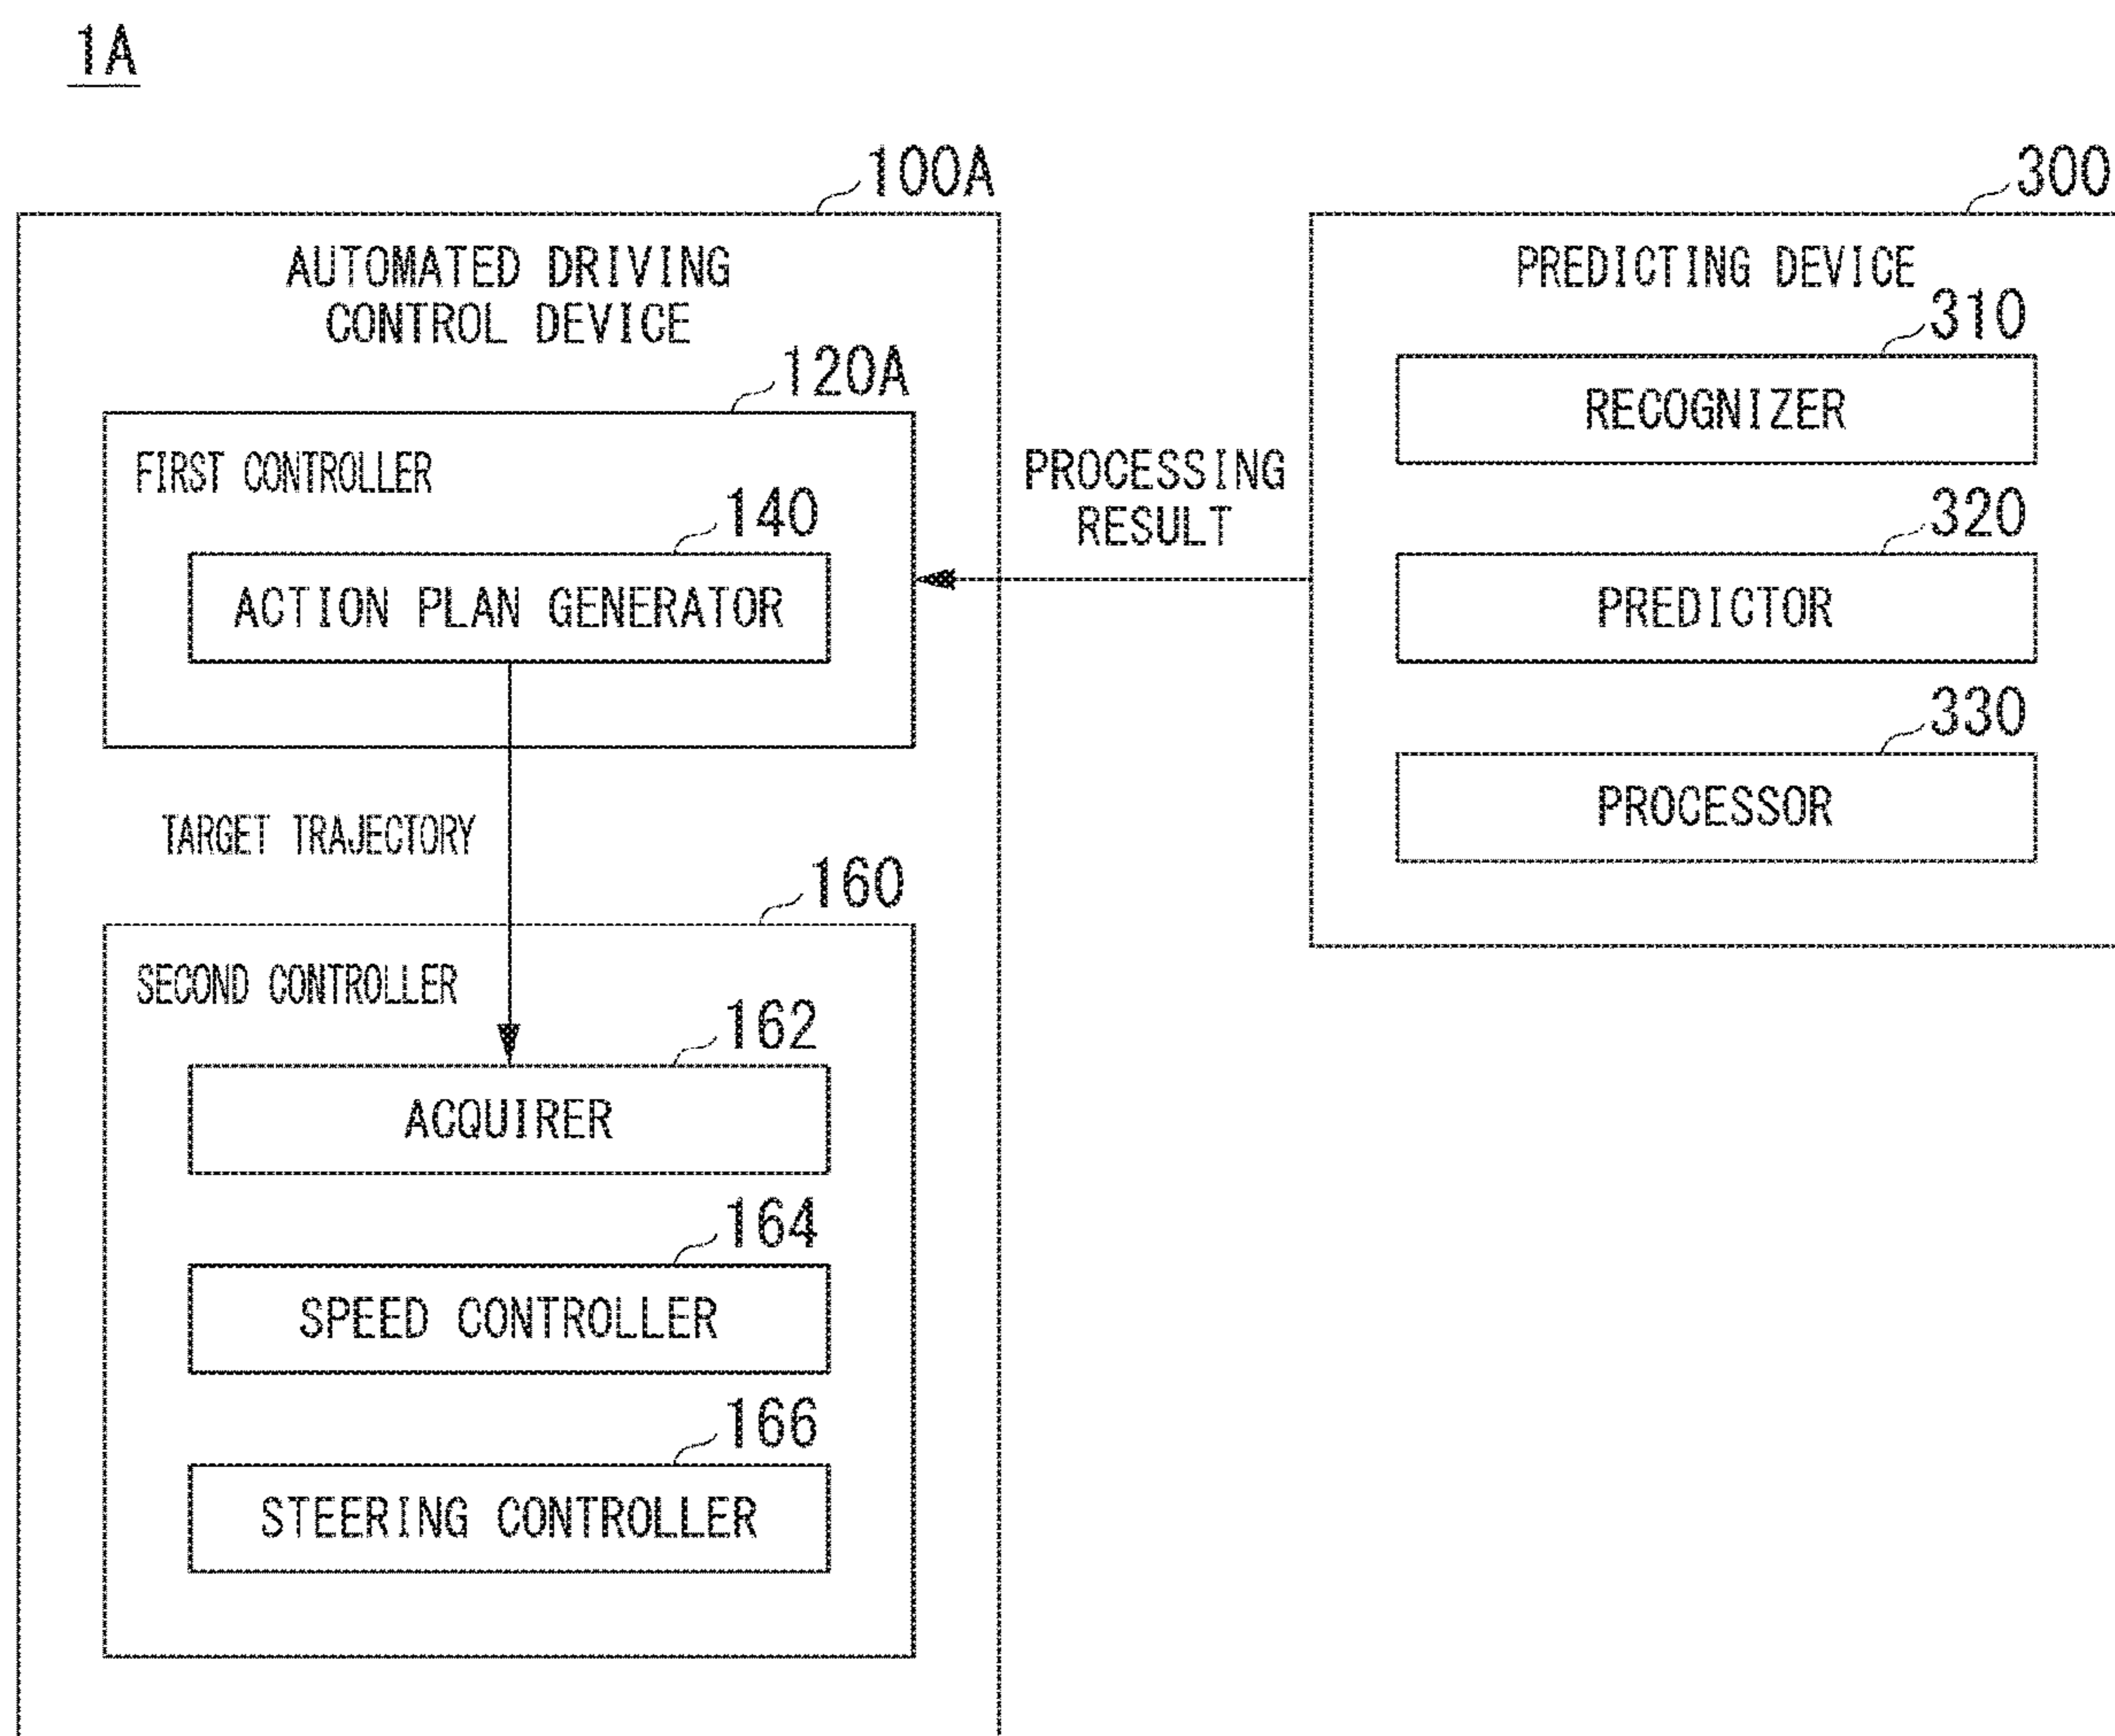 1A
100A
AUTOMATED DRIVING
CONTROL DEVICE
120A
FIRST CONTROLLER
140
ACTION PLAN GENERATOR
TARGET TRAJECTORY
160
SECOND CONTROLLER
162
ACQUIRER
164
SPEED CONTROLLER
166
STEERING CONTROLLER
PROCESSING
RESULT
300
PREDICTING DEVICE
310
RECOGNIZER
320
PREDICTOR
330
PROCESSOR